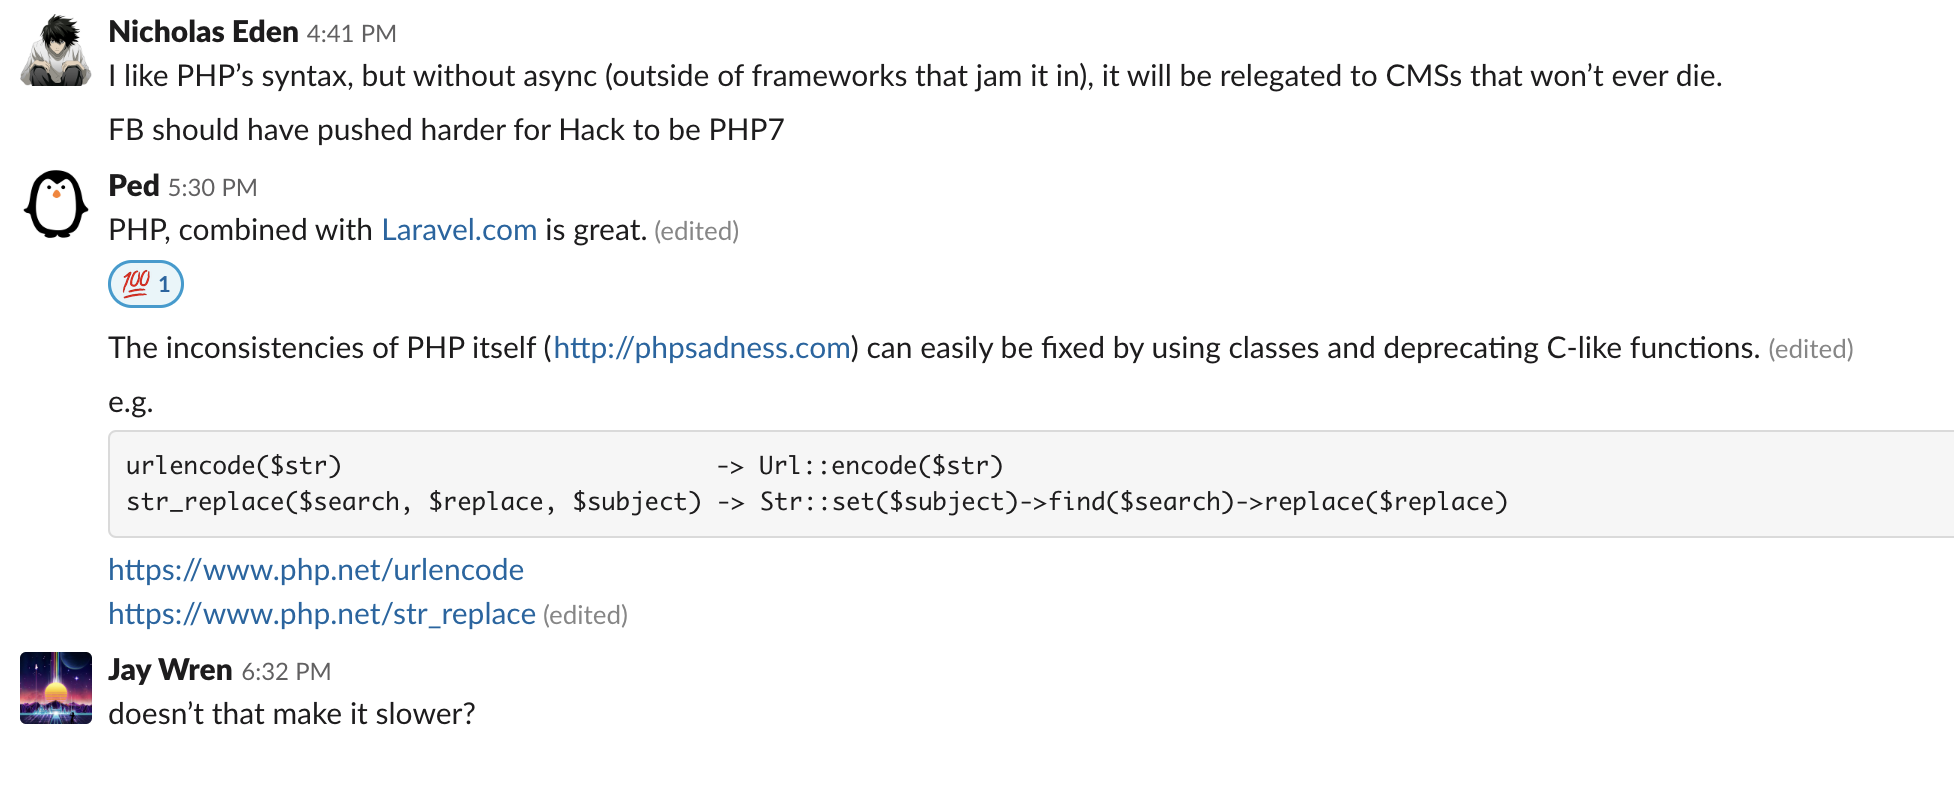 Nicholas Eden 4:41 PM
I like PHP’s syntax, but without async (outside of frameworks that jam it in), it will be relegated to CMSs that won’t ever die.
FB should have pushed harder for Hack to be PHP7
Ped 5:30 PM
PHP, combined with Laravel.com is great. (edited)
💯 1
The inconsistencies of PHP itself (http://phpsadness.com) can easily be fixed by using classes and deprecating C-like functions. (edited)
e.g.
urlencode($str)                          -> Url::encode($str)
str_replace($search, $replace, $subject) -> Str::set($subject)->find($search)->replace($replace)
https://www.php.net/urlencode
https://www.php.net/str_replace (edited)
Jay Wren 6:32 PM
doesn’t that make it slower?